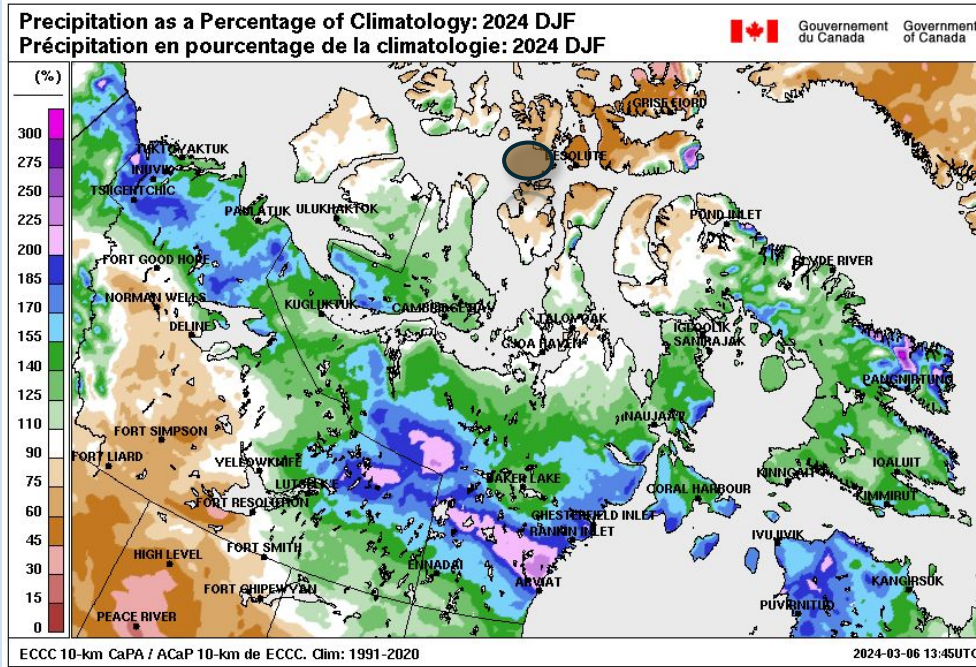 Precipitation as a Percentage of Climatology: 2024 DJF
Précipitation en pourcentage de la climatologie: 2024 DJF
Gouvernement du Canada
Government of Canada
(%)
300
275
250
225
200
185
170
155
140
125
110
90
75
60
45
30
15
0
GRISE FIORD
RESOLUTE
TUKTOYAKTUK
INUVIK
TSIIGEHTCHIC
PAULATUK
ULUKHAKTOK
POND INLET
CLYDE RIVER
FORT GOOD HOPE
NORMAN WELLS
DELINE
KUGLUKTUK
CAMBRIDGE BAY
TALOYOAK
GJOA HAVEN
IGLOOLIK
SANIRAJAK
PANGNIRTUNG
FORT SIMPSON
FORT LIARD
YELLOWKNIFE
LUTSELK'E
FORT RESOLUTION
NAUJAAT
BAKER LAKE
CORAL HARBOUR
KINNGAIT
IQALUIT
KIMMIRUT
CHESTERFIELD INLET
RANKIN INLET
IVUJIVIK
HIGH LEVEL
FORT SMITH
ENNADAI
ARVIAT
KANGIRSUK
FORT CHIPEWYAN
PUVIRNITUQ
PEACE RIVER
ECCC 10-km CaPA / ACaP 10-km de ECCC. Clim: 1991-2020
2024-03-06 13:45UTC